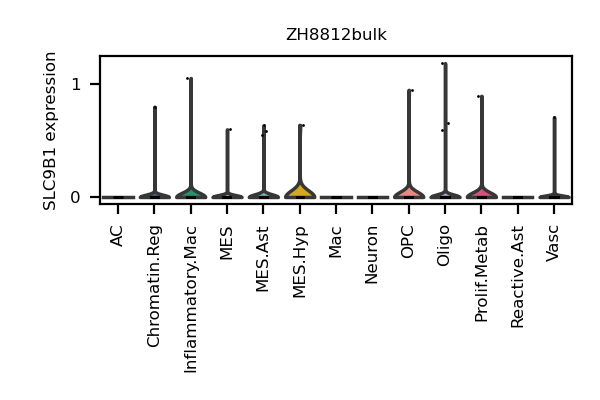 ZH8812bulk
SLC9B1 expression
1
0
AC
Chromatin.Reg
Inflammatory.Mac
MES
MES.Ast
MES.Hyp
Mac
Neuron
OPC
Oligo
Prolif.Metab
Reactive.Ast
Vasc